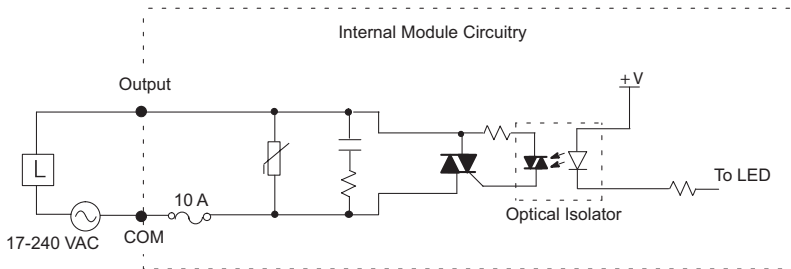 Internal Module Circuitry
Output
+V
L
10 A
To LED
Optical Isolator
COM
17-240 VAC